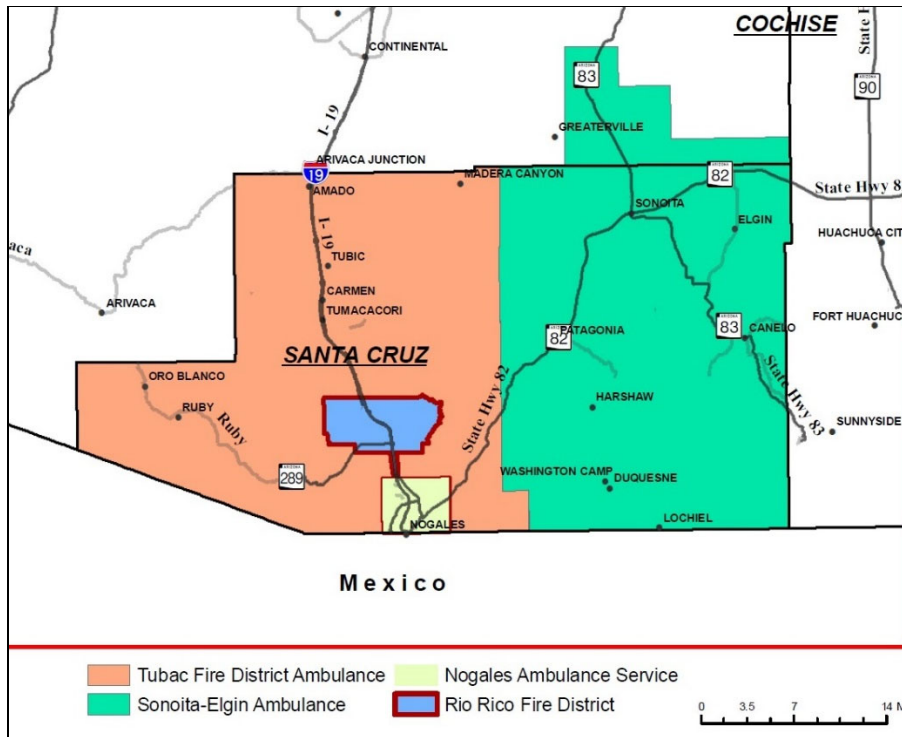 COCHISE
CONTINENTAL
83
State H
90
I- 19
GREATERVILLE
ARIVACA JUNCTION
19
AMADO
MADERA CANYON
82
State Hwy 8
SONOITA
ELGIN
I- 19
HUACHUCA CIT
TUBIC
aca
CARMEN
ARIVACA
TUMACACORI
FORT HUACHUC
83
CANELO
PATAGONIA
82
SANTA CRUZ
State Hwy 82
State Hwy 83
ORO BLANCO
RUBY
Ruby
HARSHAW
SUNNYSIDE
289
WASHINGTON CAMP
DUQUESNE
NOGALES
LOCHIEL
Mexico
Tubac Fire District Ambulance
Nogales Ambulance Service
Sonoita-Elgin Ambulance
Rio Rico Fire District
0 3.5 7 14 M